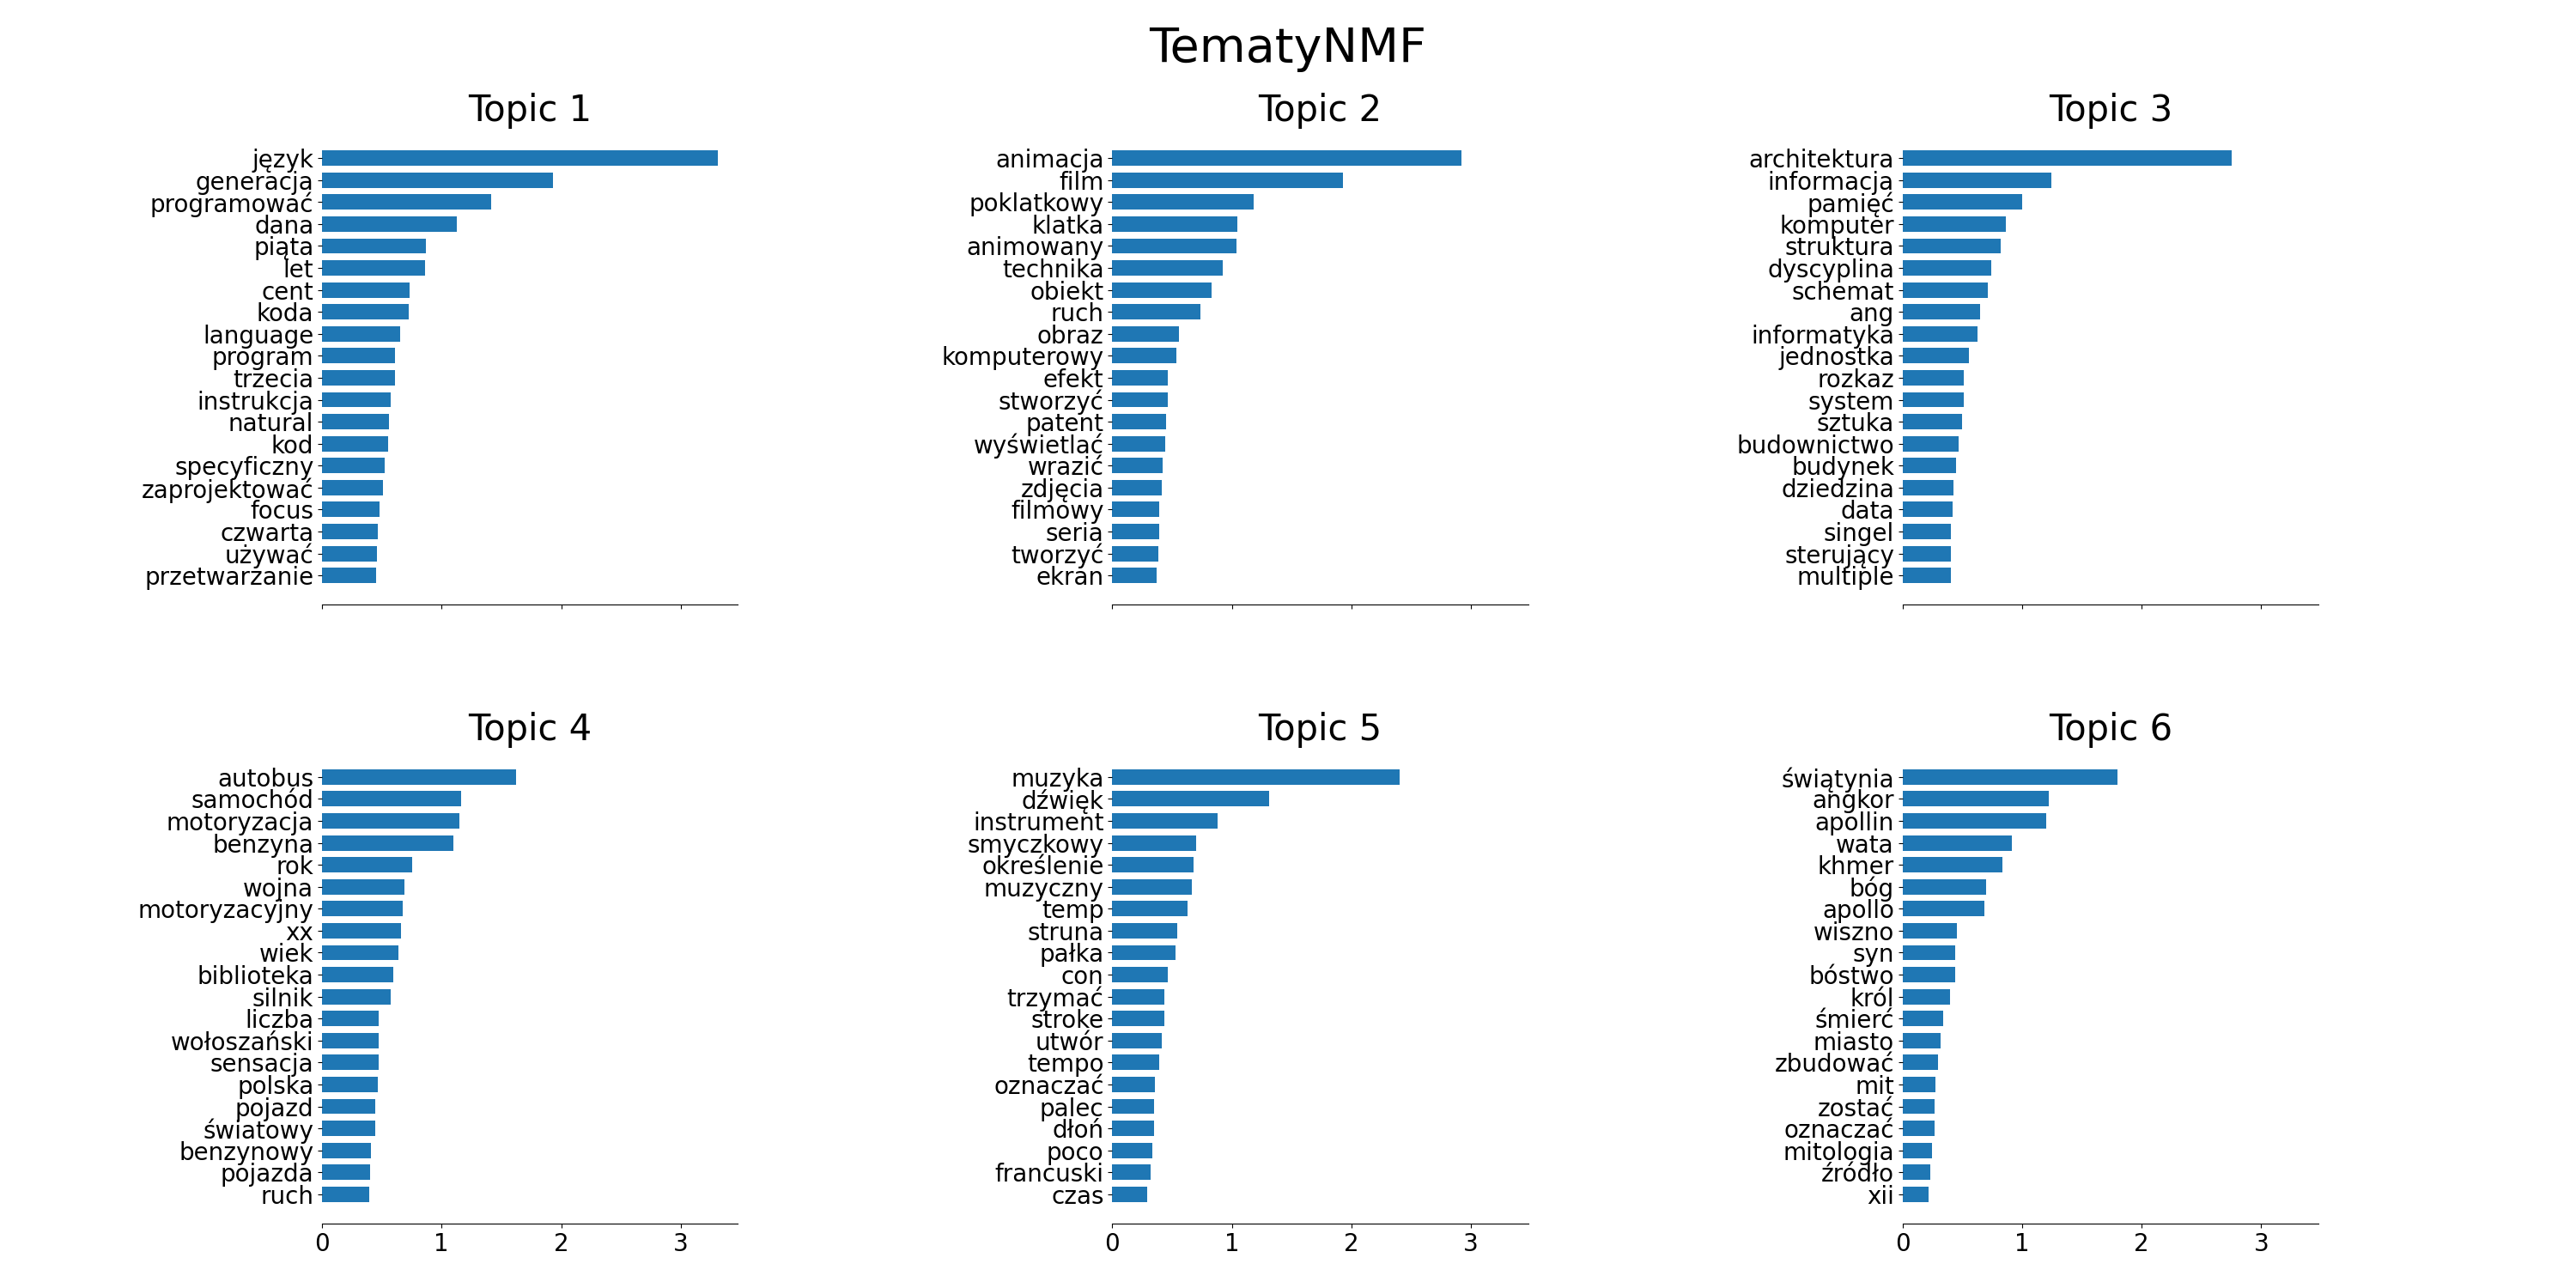 TematyNMF
Topic 1
język
generacja
programować
dana
piąta
let
cent
koda
language
program
trzecia
instrukcja
natural
kod
specyficzny
zaprojektować
focus
czwarta
używać
przetwarzanie
Topic 2
animacja
film
poklatkowy
klatka
animowany
technika
obiekt
ruch
obraz
komputerowy
efekt
stworzyć
patent
wyświetlać
wrazić
zdjęcia
filmowy
seria
tworzyć
ekran
Topic 3
architektura
informacja
pamięć
komputer
struktura
dyscyplina
schemat
ang
informatyka
jednostka
rozkaz
system
sztuka
budownictwo
budynek
dziedzina
data
singel
sterujący
multiple
Topic 4
autobus
samochód
motoryzacja
benzyna
rok
wojna
motoryzacyjny
xx
wiek
biblioteka
silnik
liczba
wołoszański
sensacja
polska
pojazd
światowy
benzynowy
pojazda
ruch
0 1 2 3
Topic 5
muzyka
dźwięk
instrument
smyczkowy
określenie
muzyczny
temp
struna
pałka
con
trzymać
stroke
utwór
tempo
oznaczać
palec
dłoń
poco
francuski
czas
0 1 2 3
Topic 6
świątynia
angkor
apollin
wata
khmer
bóg
apollo
wiszno
syn
bóstwo
król
śmierć
miasto
zbudować
mit
zostać
oznaczać
mitologia
źródło
xii
0 1 2 3